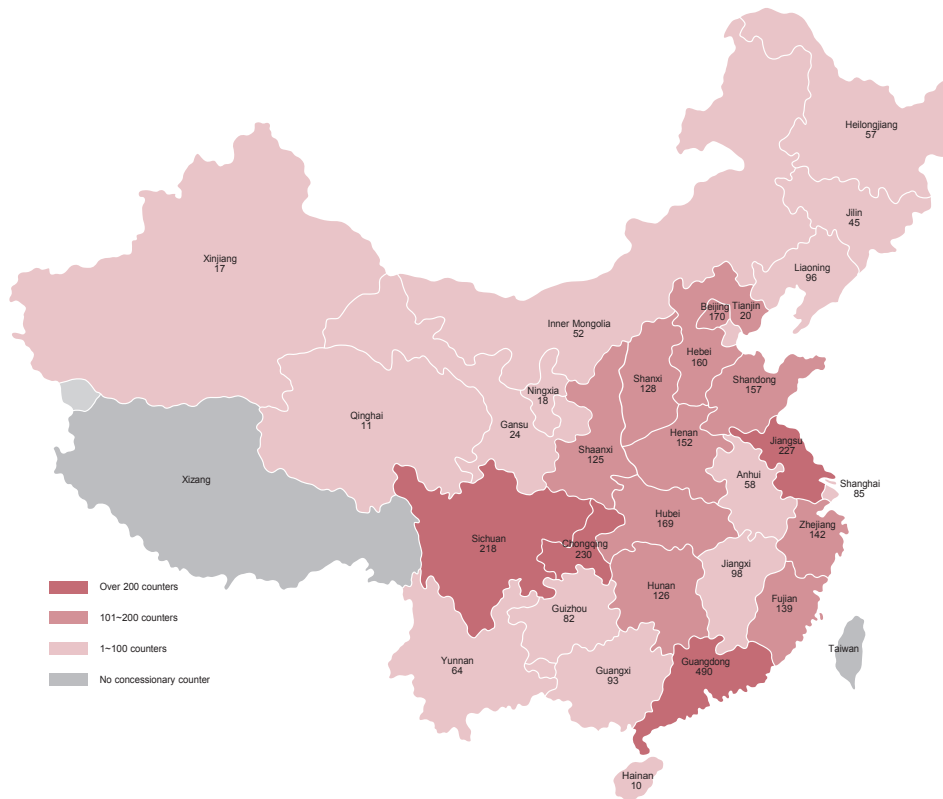 Heilongjiang
57
Jilin
45
Xinjiang
17
Liaoning
96
Beijing
170
Tianjin
20
Inner Mongolia
52
Hebei
160
Shanxi
128
Shandong
157
Ningxia
18
Qinghai
11
Gansu
24
Henan
152
Jiangsu
227
Shaanxi
125
Anhui
58
Shanghai
85
Xizang
Hubei
169
Zhejiang
142
Sichuan
218
Chongqing
230
Jiangxi
98
Hunan
126
Fujian
139
Guizhou
82
Taiwan
Yunnan
64
Guangxi
93
Guangdong
490
Hainan
10
Over 200 counters
101~200 counters
1~100 counters
No concessionary counter